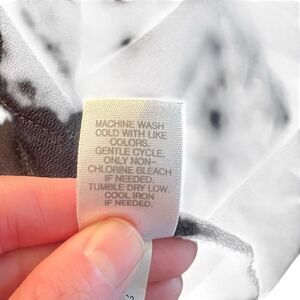 MACHINE WASH
COLD WITH LIKE
COLORS.
GENTLE CYCLE,
ONLY NON-
CHLORINE BLEACH
IF NEEDED.
TUMBLE DRY LOW.
COOL IRON
IF NEEDED.